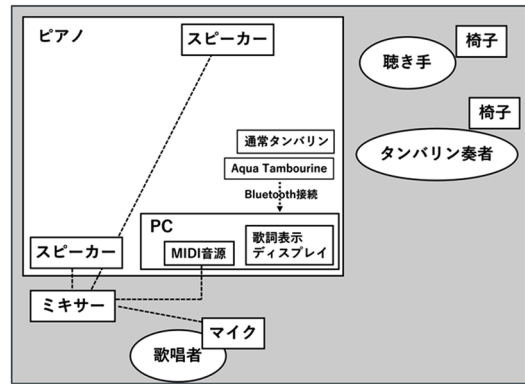 ピアノ
スピーカー
椅子
聴き手
椅子
通常タンバリン
タンバリン奏者
Aqua Tambourine
Bluetooth接続
PC
歌詞表示
ディスプレイ
MIDI音源
スピーカー
ミキサー
マイク
歌唱者